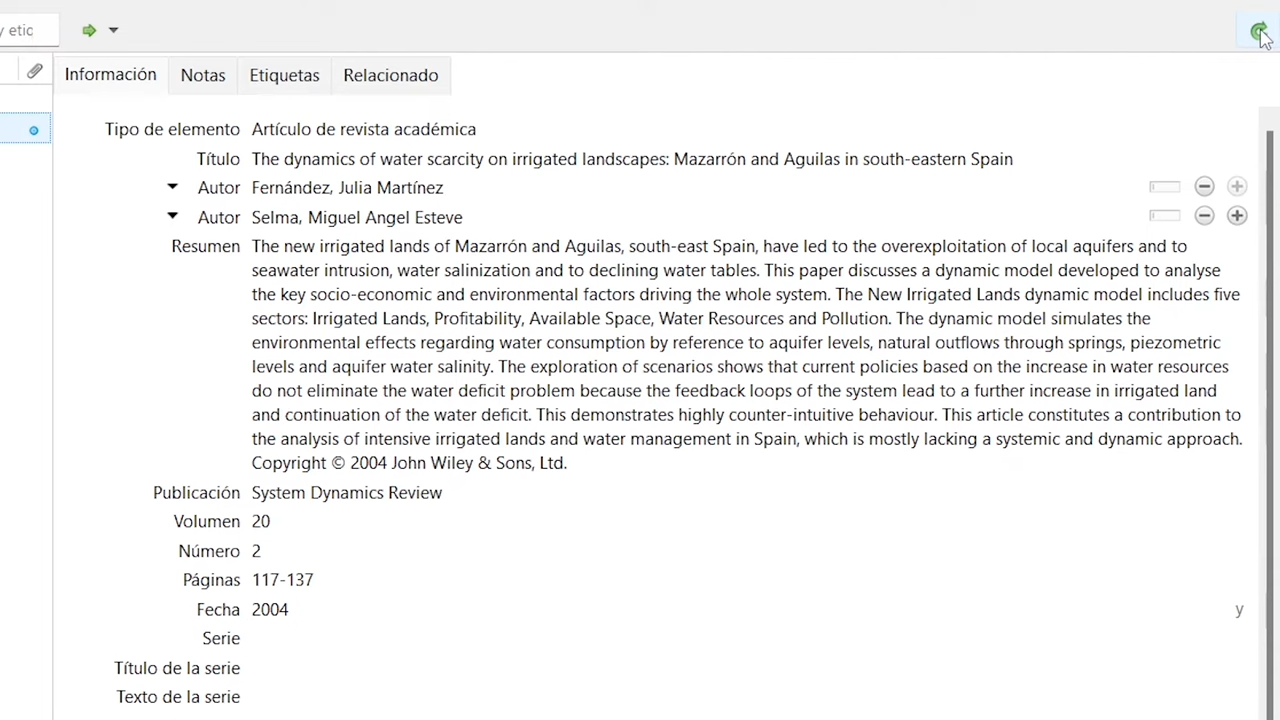 y etic
Información Notas Etiquetas Relacionado
Tipo de elemento Artículo de revista académica
Título The dynamics of water scarcity on irrigated landscapes: Mazarrón and Aguilas in south-eastern Spain
Autor Fernández, Julia Martínez
Autor Selma, Miguel Angel Esteve
Resumen The new irrigated lands of Mazarrón and Aguilas, south-east Spain, have led to the overexploitation of local aquifers and to
seawater intrusion, water salinization and to declining water tables. This paper discusses a dynamic model developed to analyse
the key socio-economic and environmental factors driving the whole system. The New Irrigated Lands dynamic model includes five
sectors: Irrigated Lands, Profitability, Available Space, Water Resources and Pollution. The dynamic model simulates the
environmental effects regarding water consumption by reference to aquifer levels, natural outflows through springs, piezometric
levels and aquifer water salinity. The exploration of scenarios shows that current policies based on the increase in water resources
do not eliminate the water deficit problem because the feedback loops of the system lead to a further increase in irrigated land
and continuation of the water deficit. This demonstrates highly counter-intuitive behaviour. This article constitutes a contribution to
the analysis of intensive irrigated lands and water management in Spain, which is mostly lacking a systemic and dynamic approach.
Copyright © 2004 John Wiley & Sons, Ltd.
Publicación System Dynamics Review
Volumen 20
Número 2
Páginas 117-137
Fecha 2004 y
Serie
Título de la serie
Texto de la serie